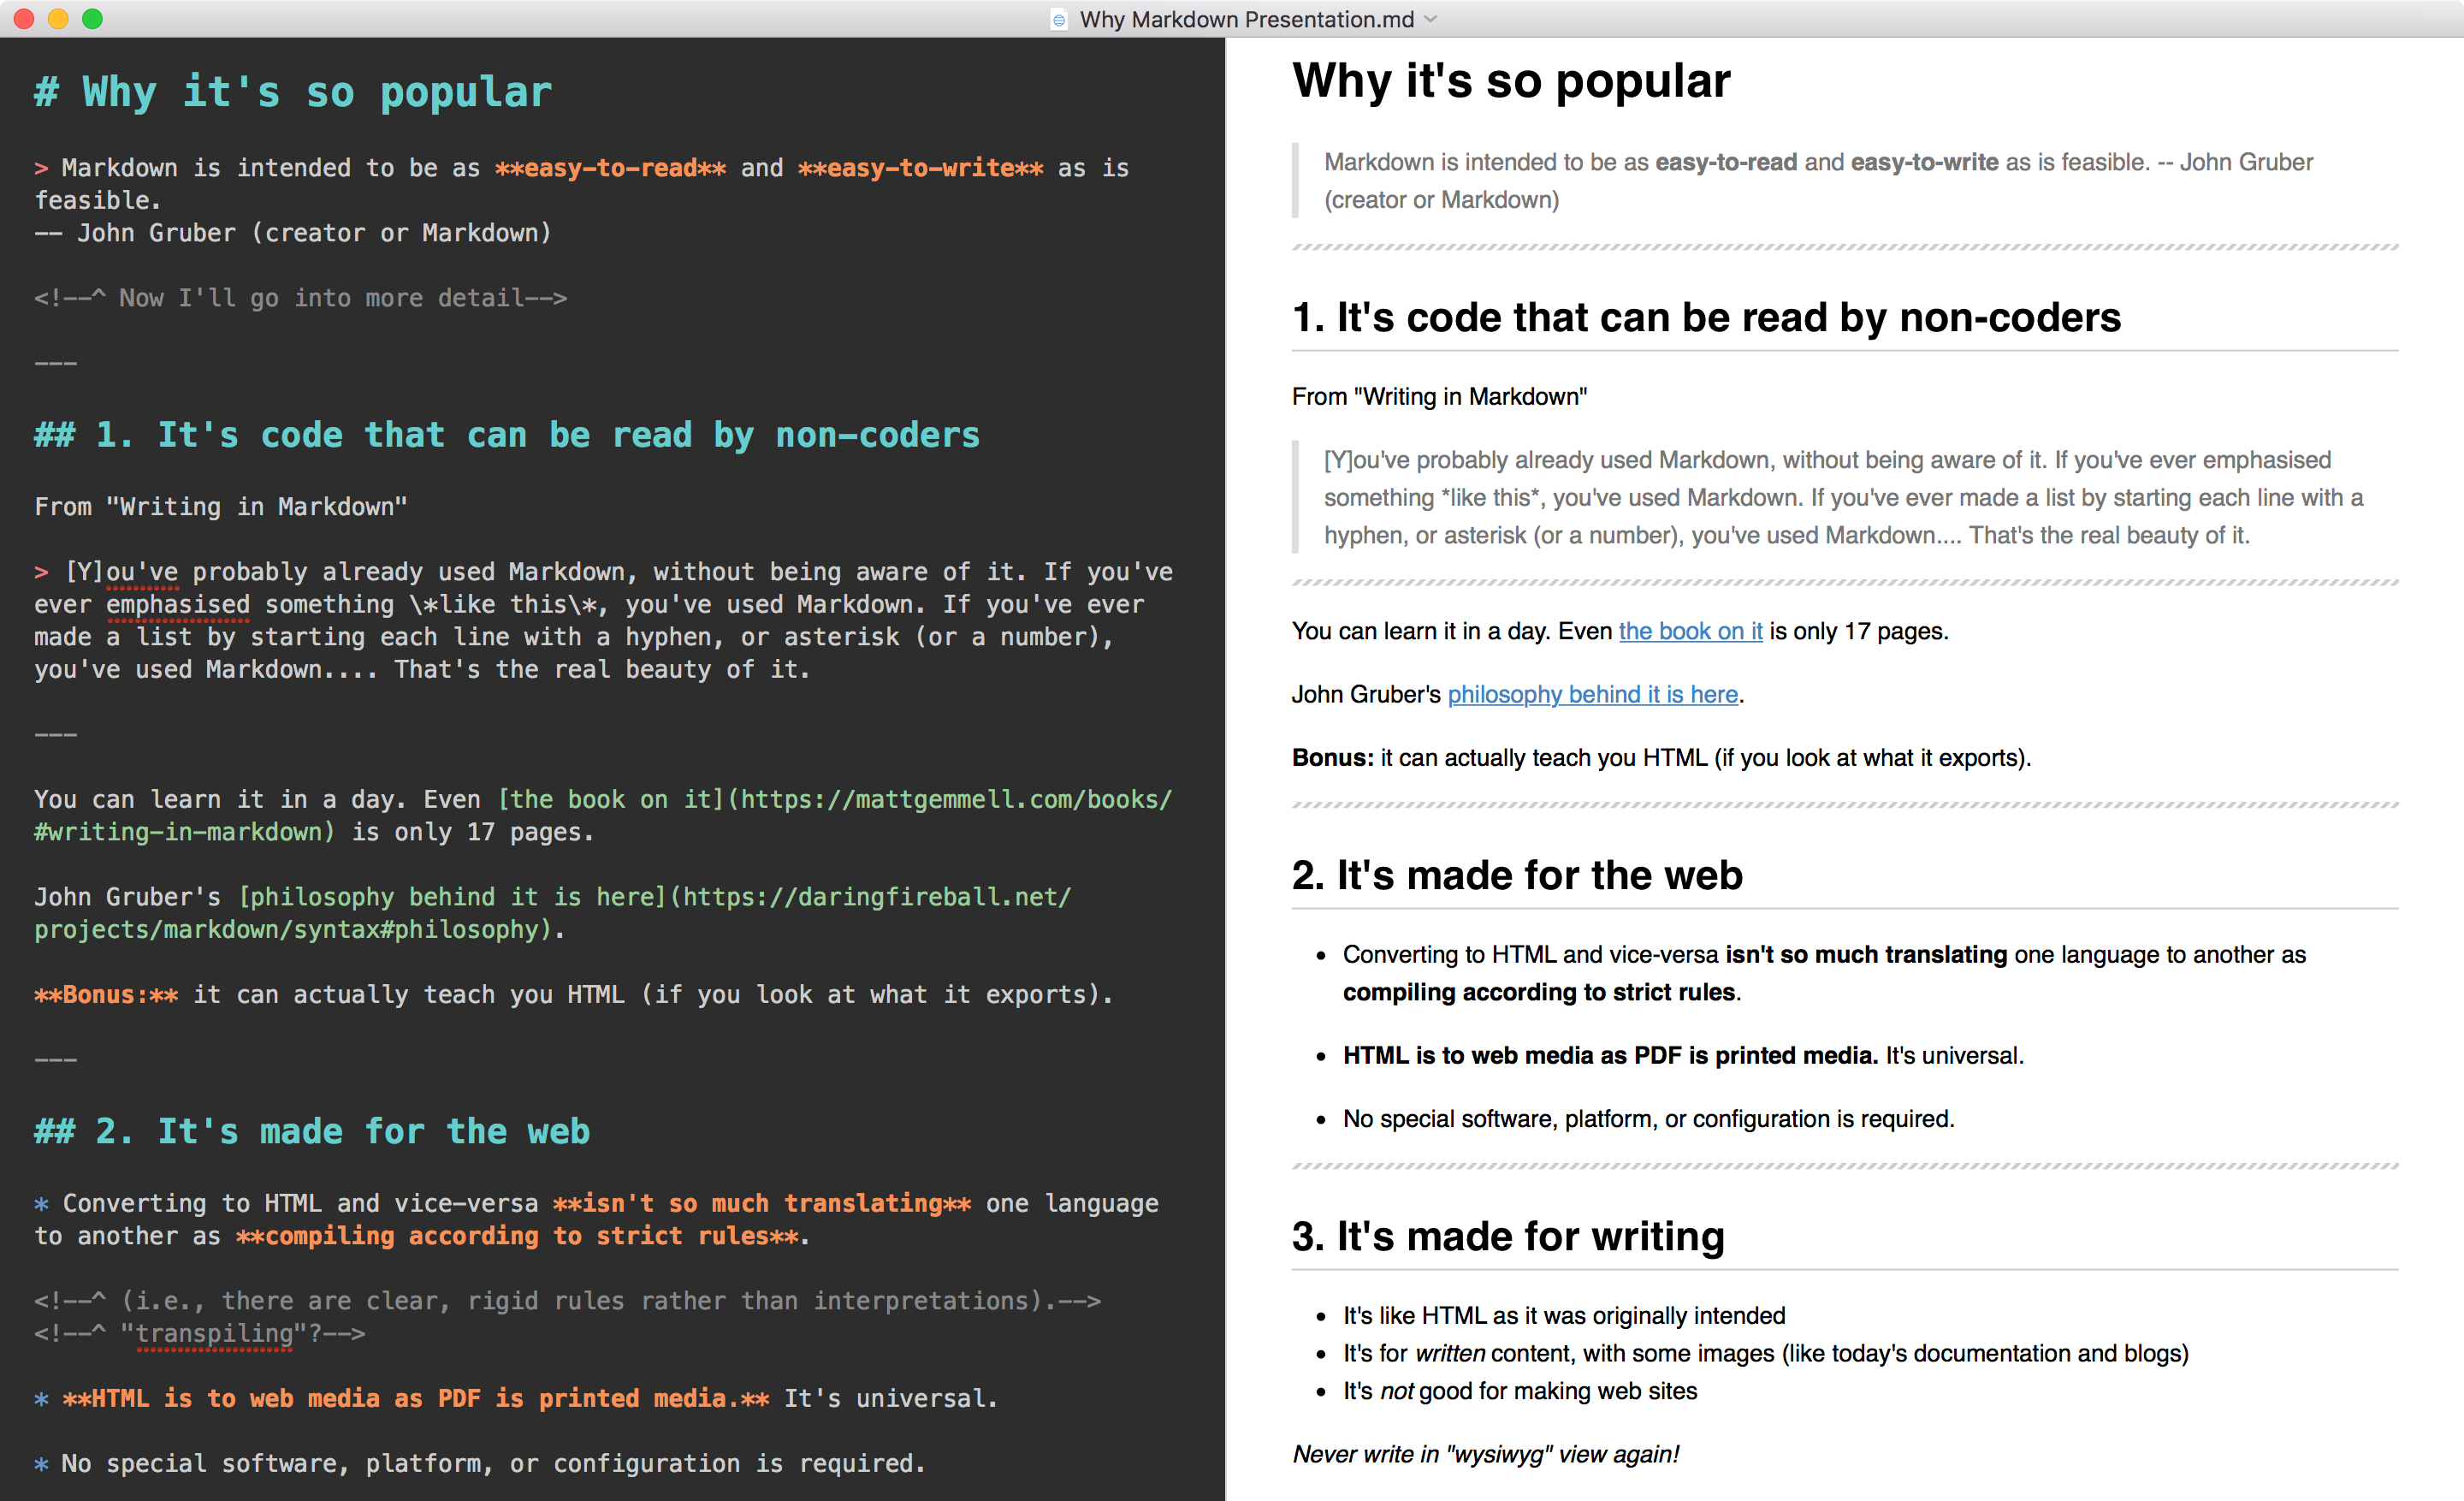 Why Markdown Presentation.md
# Why it's so popular
> Markdown is intended to be as **easy-to-read** and **easy-to-write** as is
feasible.
-- John Gruber (creator or Markdown)
<!--^ Now I'll go into more detail-->
---
## 1. It's code that can be read by non-coders
From "Writing in Markdown"
> [Y]ou've probably already used Markdown, without being aware of it. If you've
ever emphasised something \*like this\*, you've used Markdown. If you've ever
made a list by starting each line with a hyphen, or asterisk (or a number),
you've used Markdown.... That's the real beauty of it.
---
You can learn it in a day. Even [the book on it](https://mattgemmell.com/books/
#writing-in-markdown) is only 17 pages.
John Gruber's [philosophy behind it is here](https://daringfireball.net/
projects/markdown/syntax#philosophy).
**Bonus:** it can actually teach you HTML (if you look at what it exports).
---
## 2. It's made for the web
* Converting to HTML and vice-versa **isn't so much translating** one language
to another as **compiling according to strict rules**.
<!--^ (i.e., there are clear, rigid rules rather than interpretations).-->
<!--^ "transpiling"?-->
* **HTML is to web media as PDF is printed media.** It's universal.
* No special software, platform, or configuration is required.
Why it's so popular
Markdown is intended to be as easy-to-read and easy-to-write as is feasible. -- John Gruber
(creator or Markdown)
1. It's code that can be read by non-coders
From "Writing in Markdown"
[Y]ou've probably already used Markdown, without being aware of it. If you've ever emphasised
something *like this*, you've used Markdown. If you've ever made a list by starting each line with a
hyphen, or asterisk (or a number), you've used Markdown.... That's the real beauty of it.
You can learn it in a day. Even the book on it is only 17 pages.
John Gruber's philosophy behind it is here.
Bonus: it can actually teach you HTML (if you look at what it exports).
2. It's made for the web
• Converting to HTML and vice-versa isn't so much translating one language to another as
compiling according to strict rules.
• HTML is to web media as PDF is printed media. It's universal.
• No special software, platform, or configuration is required.
3. It's made for writing
• It's like HTML as it was originally intended
• It's for written content, with some images (like today's documentation and blogs)
• It's not good for making web sites
Never write in "wysiwyg" view again!